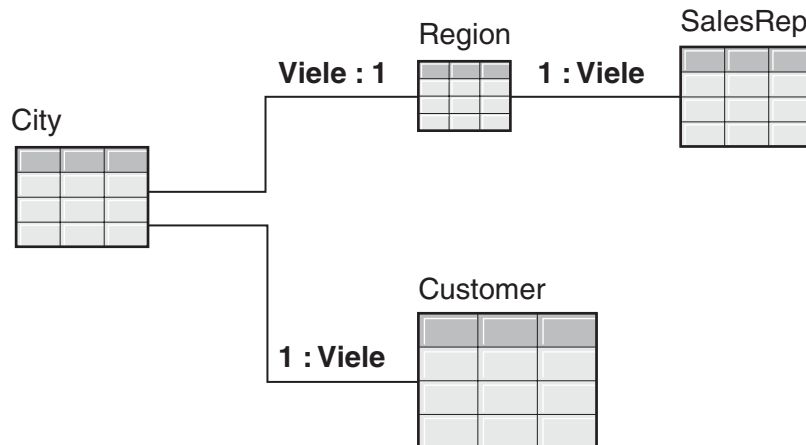 SalesRep
Region
Viele : 1
1 : Viele
City
Customer
1 : Viele